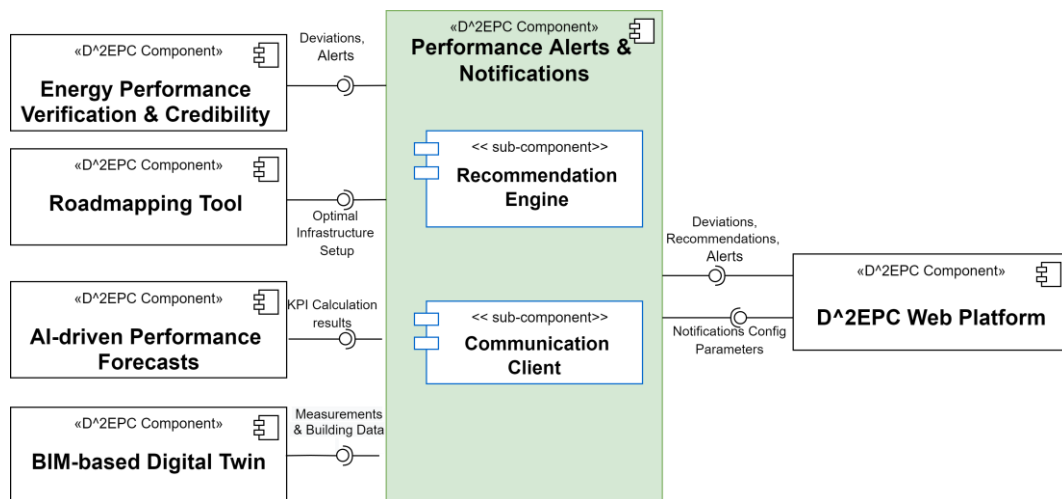 «D^2EPC Component»
Energy Performance
Verification & Credibility
Deviations,
Alerts
«D^2EPC Component»
Roadmapping Tool
Optimal
Infrastructure
Setup
«D^2EPC Component»
AI-driven Performance
Forecasts
KPI Calculation
results
«D^2EPC Component»
BIM-based Digital Twin
Measurements
& Building Data
«D^2EPC Component»
Performance Alerts &
Notifications
<< sub-component>>
Recommendation
Engine
<< sub-component>>
Communication
Client
Deviations,
Recommendations,
Alerts
Notifications Config
Parameters
«D^2EPC Component»
D^2EPC Web Platform